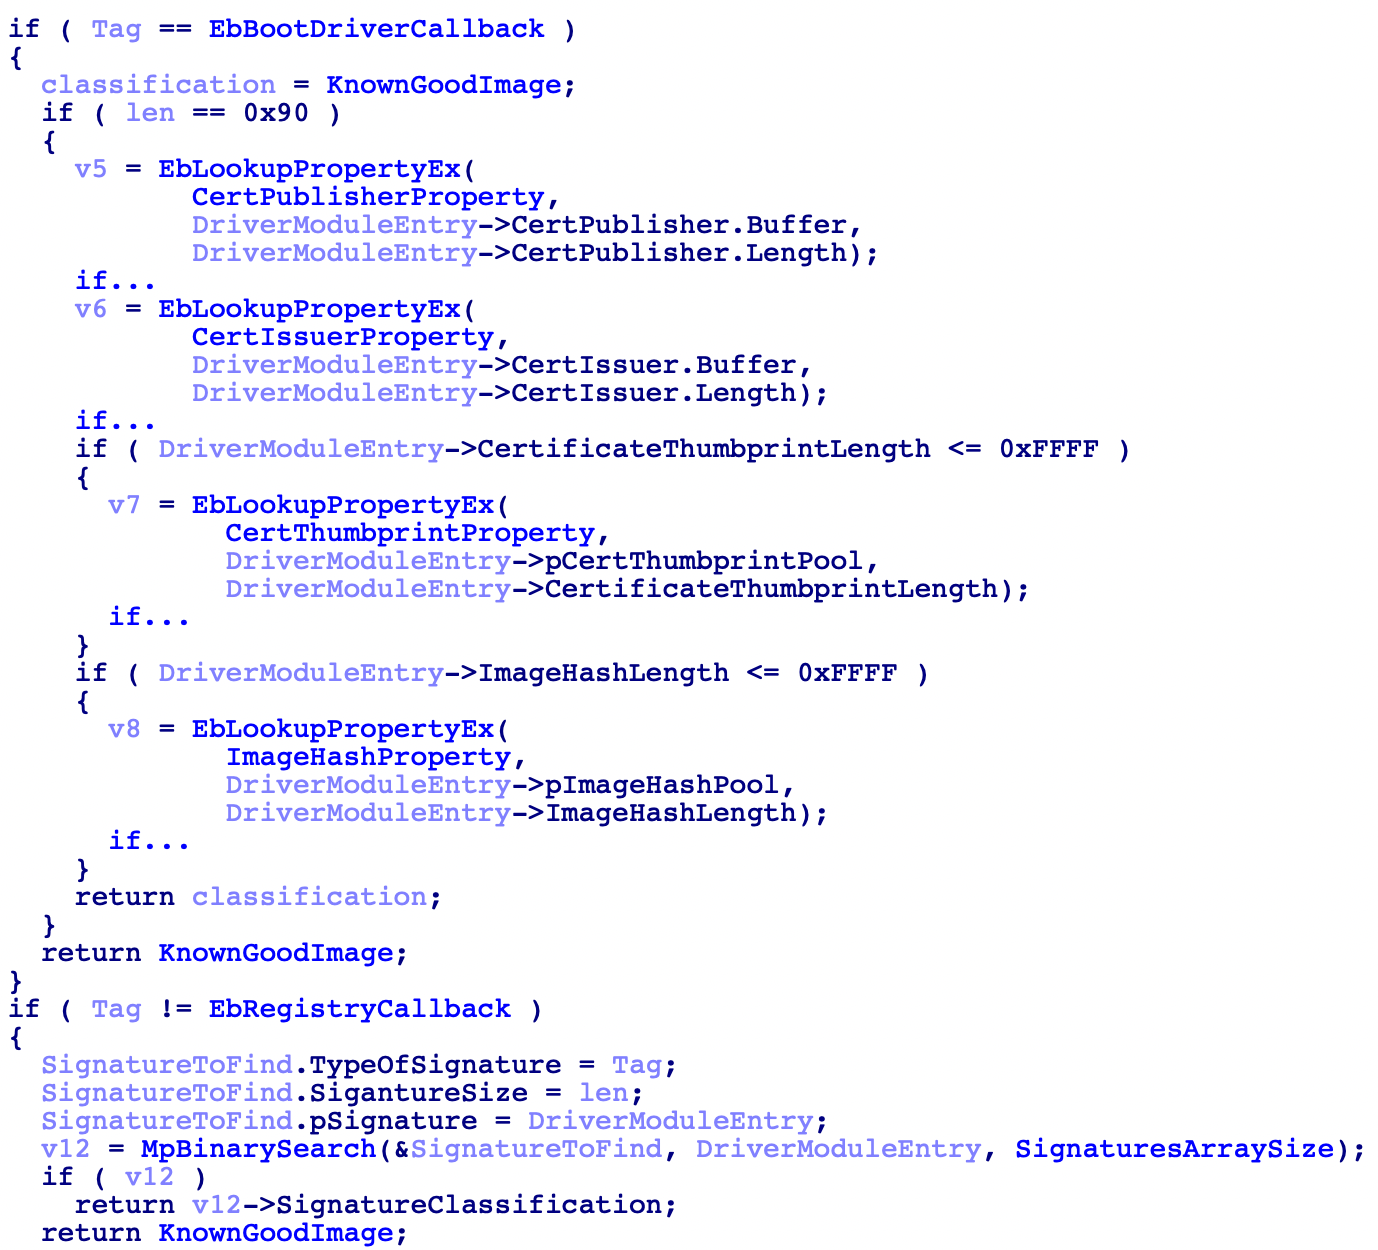 if ( Tag == EbBootDriverCallback )
{
  classification = KnownGoodImage;
  if ( len == 0x90 )
  {
    v5 = EbLookupPropertyEx(
           CertPublisherProperty,
           DriverModuleEntry->CertPublisher.Buffer,
           DriverModuleEntry->CertPublisher.Length);
    if...
    v6 = EbLookupPropertyEx(
           CertIssuerProperty,
           DriverModuleEntry->CertIssuer.Buffer,
           DriverModuleEntry->CertIssuer.Length);
    if...
    if ( DriverModuleEntry->CertificateThumbprintLength <= 0xFFFF )
    {
      v7 = EbLookupPropertyEx(
             CertThumbprintProperty,
             DriverModuleEntry->pCertThumbprintPool,
             DriverModuleEntry->CertificateThumbprintLength);
      if...
    }
    if ( DriverModuleEntry->ImageHashLength <= 0xFFFF )
    {
      v8 = EbLookupPropertyEx(
             ImageHashProperty,
             DriverModuleEntry->pImageHashPool,
             DriverModuleEntry->ImageHashLength);
      if...
    }
    return classification;
  }
  return KnownGoodImage;
}
if ( Tag != EbRegistryCallback )
{
  SignatureToFind.TypeOfSignature = Tag;
  SignatureToFind.SigantureSize = len;
  SignatureToFind.pSignature = DriverModuleEntry;
  v12 = MpBinarySearch(&SignatureToFind, DriverModuleEntry, SignaturesArraySize);
  if ( v12 )
    return v12->SignatureClassification;
  return KnownGoodImage;